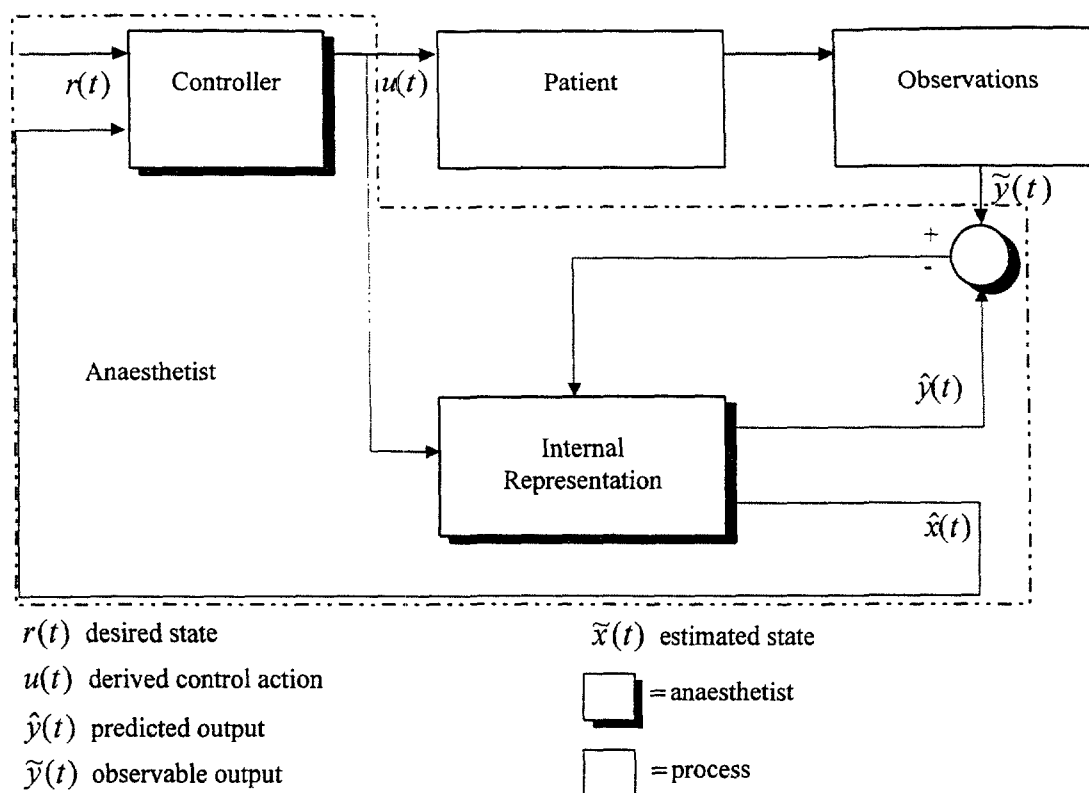 Controller
Patient
Observations
r(t)
u(t)
ỹ(t)
+
-
Anaesthetist
ŷ(t)
Internal
Representation
x̂(t)
r(t) desired state
u(t) derived control action
ŷ(t) predicted output
ỹ(t) observable output
x̃(t) estimated state
=anaesthetist
=process